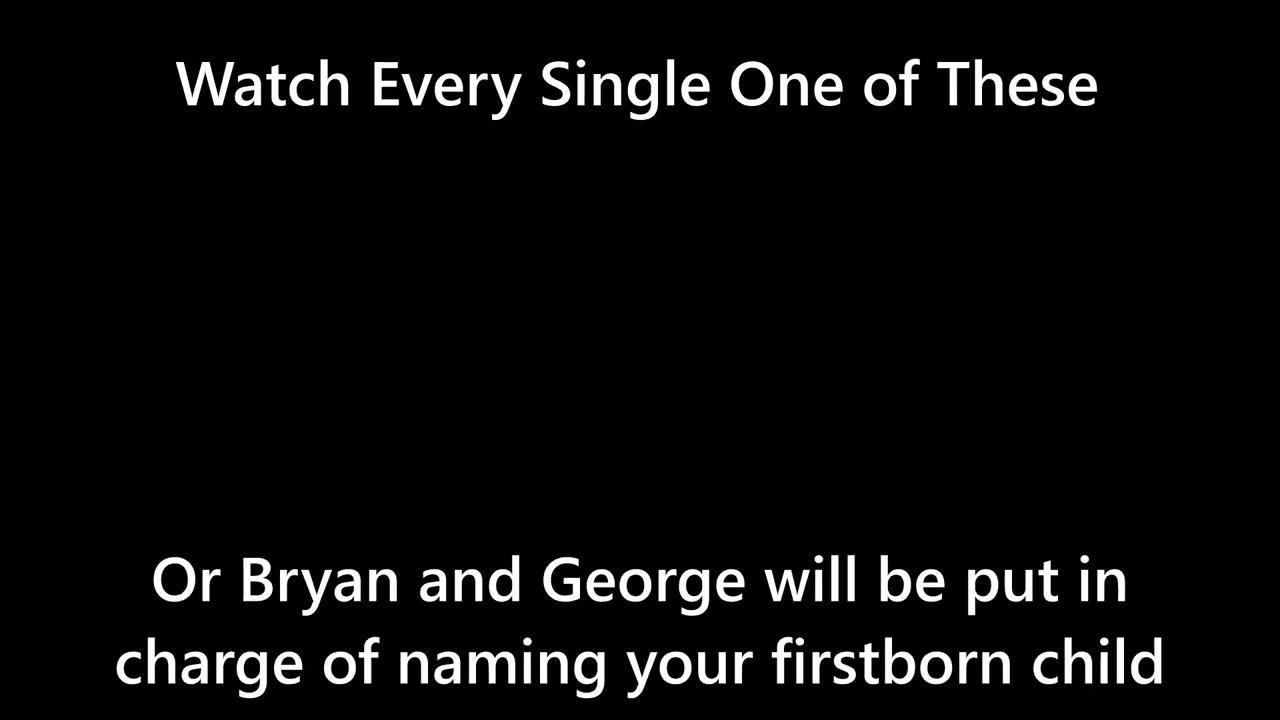 Watch Every Single One of These
Or Bryan and George will be put in
charge of naming your firstborn child